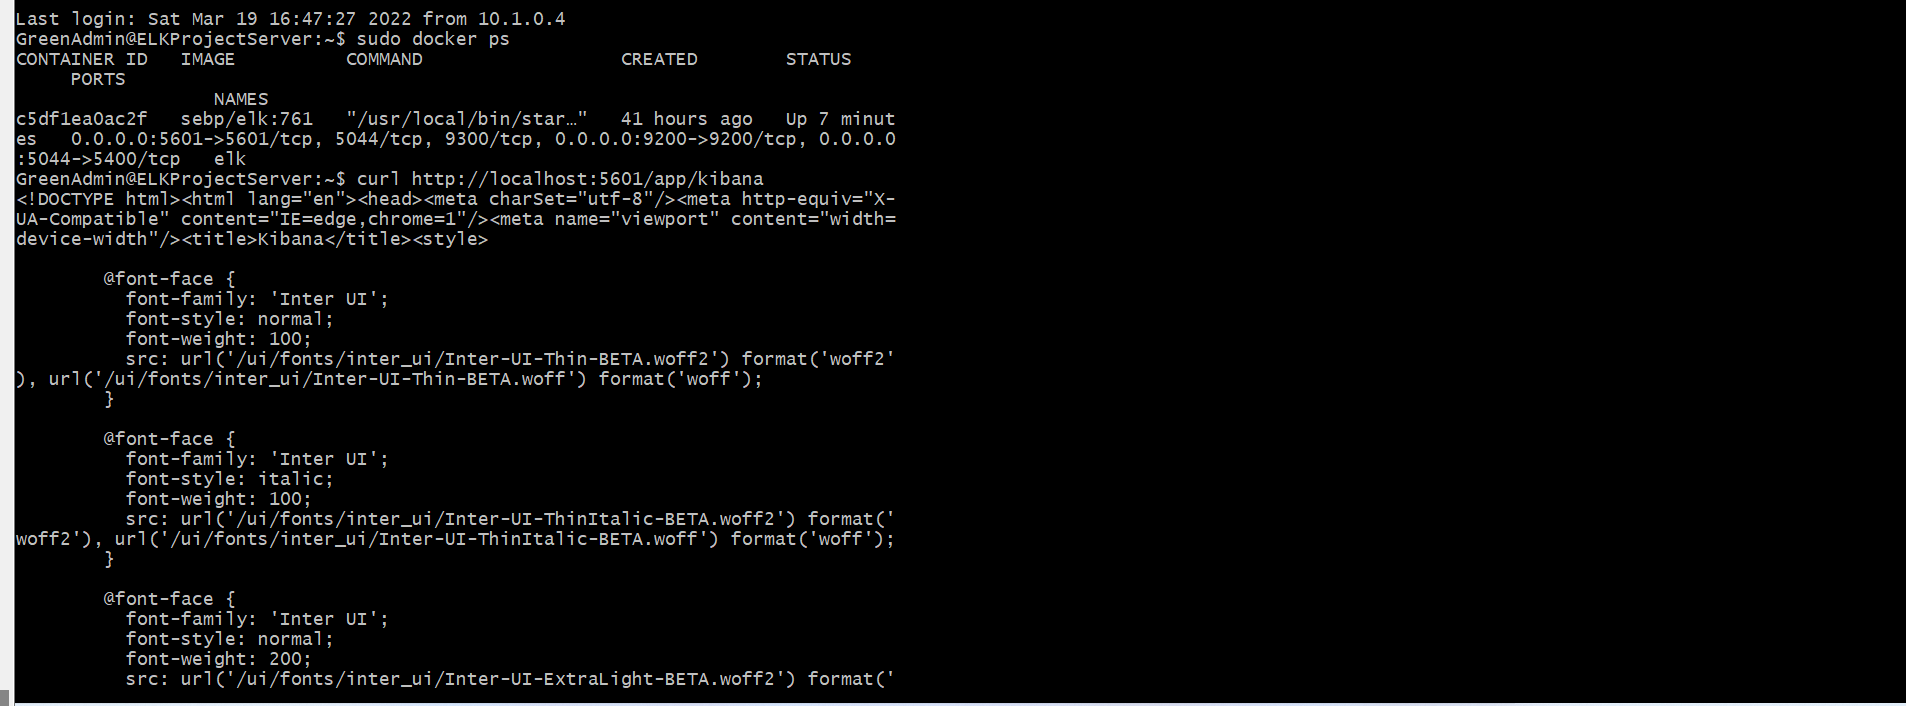 Last login: Sat Mar 19 16:47:27 2022 from 10.1.0.4
GreenAdmin@ELKProjectServer:~$ sudo docker ps
CONTAINER ID   IMAGE          COMMAND                  CREATED        STATUS
     PORTS
                  NAMES
c5df1ea0ac2f   sebp/elk:761   "/usr/local/bin/star…"   41 hours ago   Up 7 minut
es   0.0.0.0:5601->5601/tcp, 5044/tcp, 9300/tcp, 0.0.0.0:9200->9200/tcp, 0.0.0.0
:5044->5400/tcp   elk
GreenAdmin@ELKProjectServer:~$ curl http://localhost:5601/app/kibana
<!DOCTYPE html><html lang="en"><head><meta charSet="utf-8"/><meta http-equiv="X-
UA-Compatible" content="IE=edge,chrome=1"/><meta name="viewport" content="width=
device-width"/><title>Kibana</title><style>

        @font-face {
          font-family: 'Inter UI';
          font-style: normal;
          font-weight: 100;
          src: url('/ui/fonts/inter_ui/Inter-UI-Thin-BETA.woff2') format('woff2'
), url('/ui/fonts/inter_ui/Inter-UI-Thin-BETA.woff') format('woff');
        }

        @font-face {
          font-family: 'Inter UI';
          font-style: italic;
          font-weight: 100;
          src: url('/ui/fonts/inter_ui/Inter-UI-ThinItalic-BETA.woff2') format('
woff2'), url('/ui/fonts/inter_ui/Inter-UI-ThinItalic-BETA.woff') format('woff');
        }

        @font-face {
          font-family: 'Inter UI';
          font-style: normal;
          font-weight: 200;
          src: url('/ui/fonts/inter_ui/Inter-UI-ExtraLight-BETA.woff2') format('